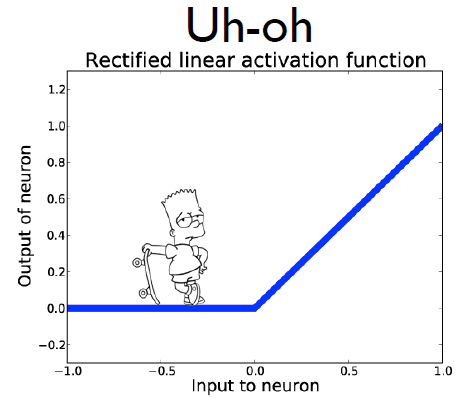 Uh-oh
Rectified linear activation function
Output of neuron
1.2
1.0
0.8
0.6
0.4
0.2
0.0
−0.2
−1.0 −0.5 0.0 0.5 1.0
Input to neuron